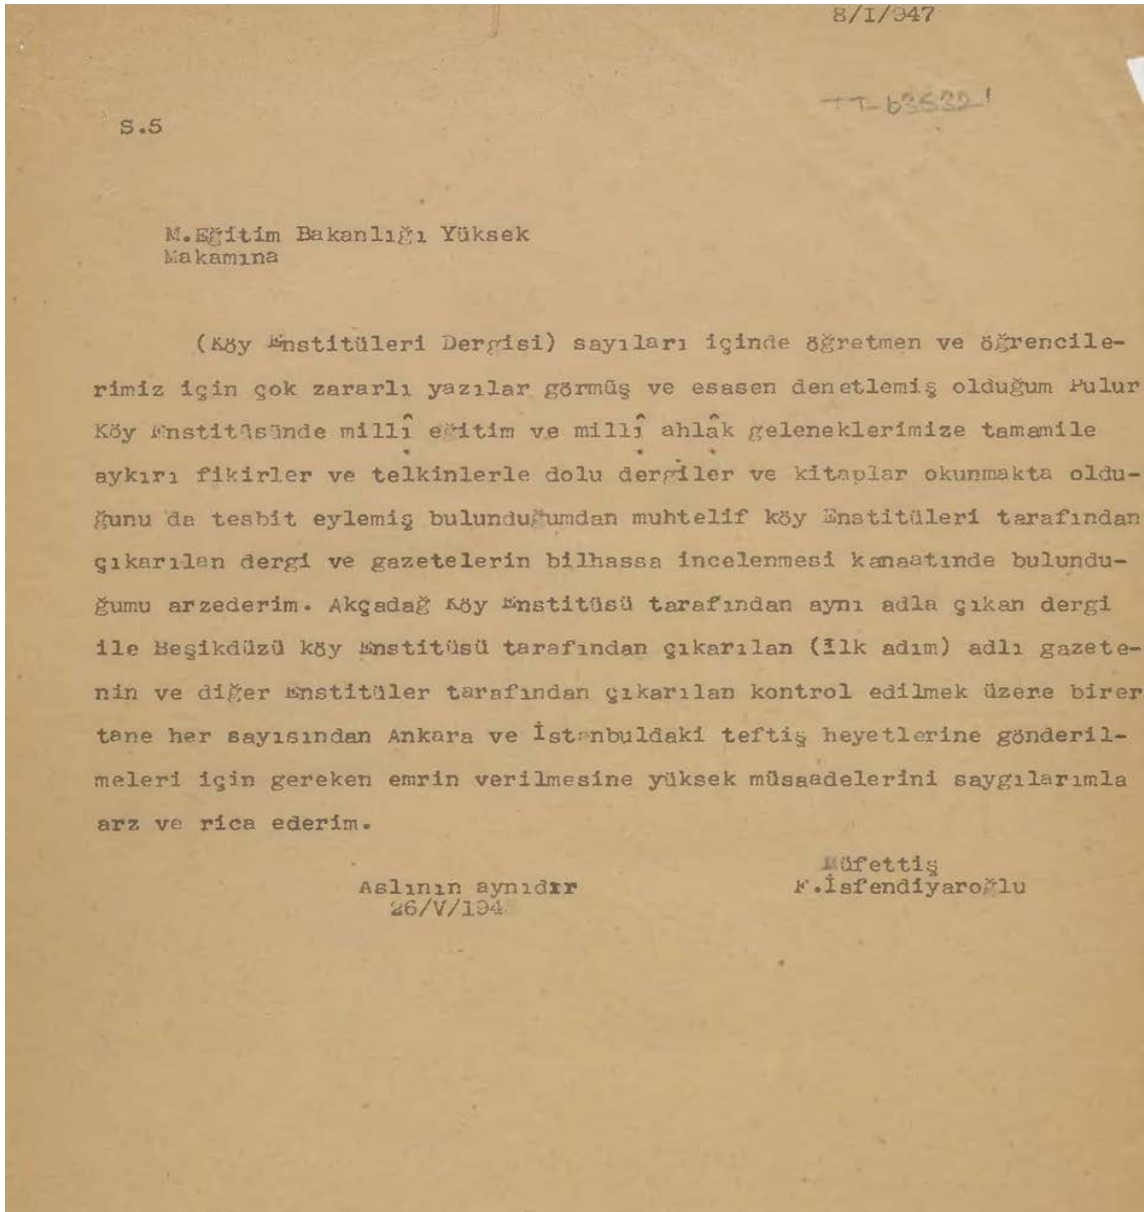 8/I/947
TT-635321
S.5
M.Eğitim Bakanlığı Yüksek
Makamına
(Köy Enstitüleri Dergisi) sayıları içinde öğretmen ve öğrencile-
rimiz için çok zararlı yazılar görmüş ve esasen denetlemiş olduğum Pulur
Köy Enstitüsünde millî eğitim ve millî ahlâk geleneklerimize tamamile
aykırı fikirler ve telkinlerle dolu dergiler ve kitaplar okunmakta oldu-
ğunu da tesbit eylemiş bulunduğumdan muhtelif köy Enstitüleri tarafından
çıkarılan dergi ve gazetelerin bilhassa incelenmesi kanaatında bulundu-
ğumu arzederim. Akçadağ Köy Enstitüsü tarafından aynı adla çıkan dergi
ile Beşikdüzü köy Enstitüsü tarafından çıkarılan (İlk adım) adlı gazete-
nin ve diğer Enstitüler tarafından çıkarılan kontrol edilmek üzere birer
tane her sayısından Ankara ve İstanbuldaki teftiş heyetlerine gönderil-
meleri için gereken emrin verilmesine yüksek müsaadelerini saygılarımla
arz ve rica ederim.
Müfettiş
Aslının aynıdır F.İsfendiyaroğlu
26/V/194